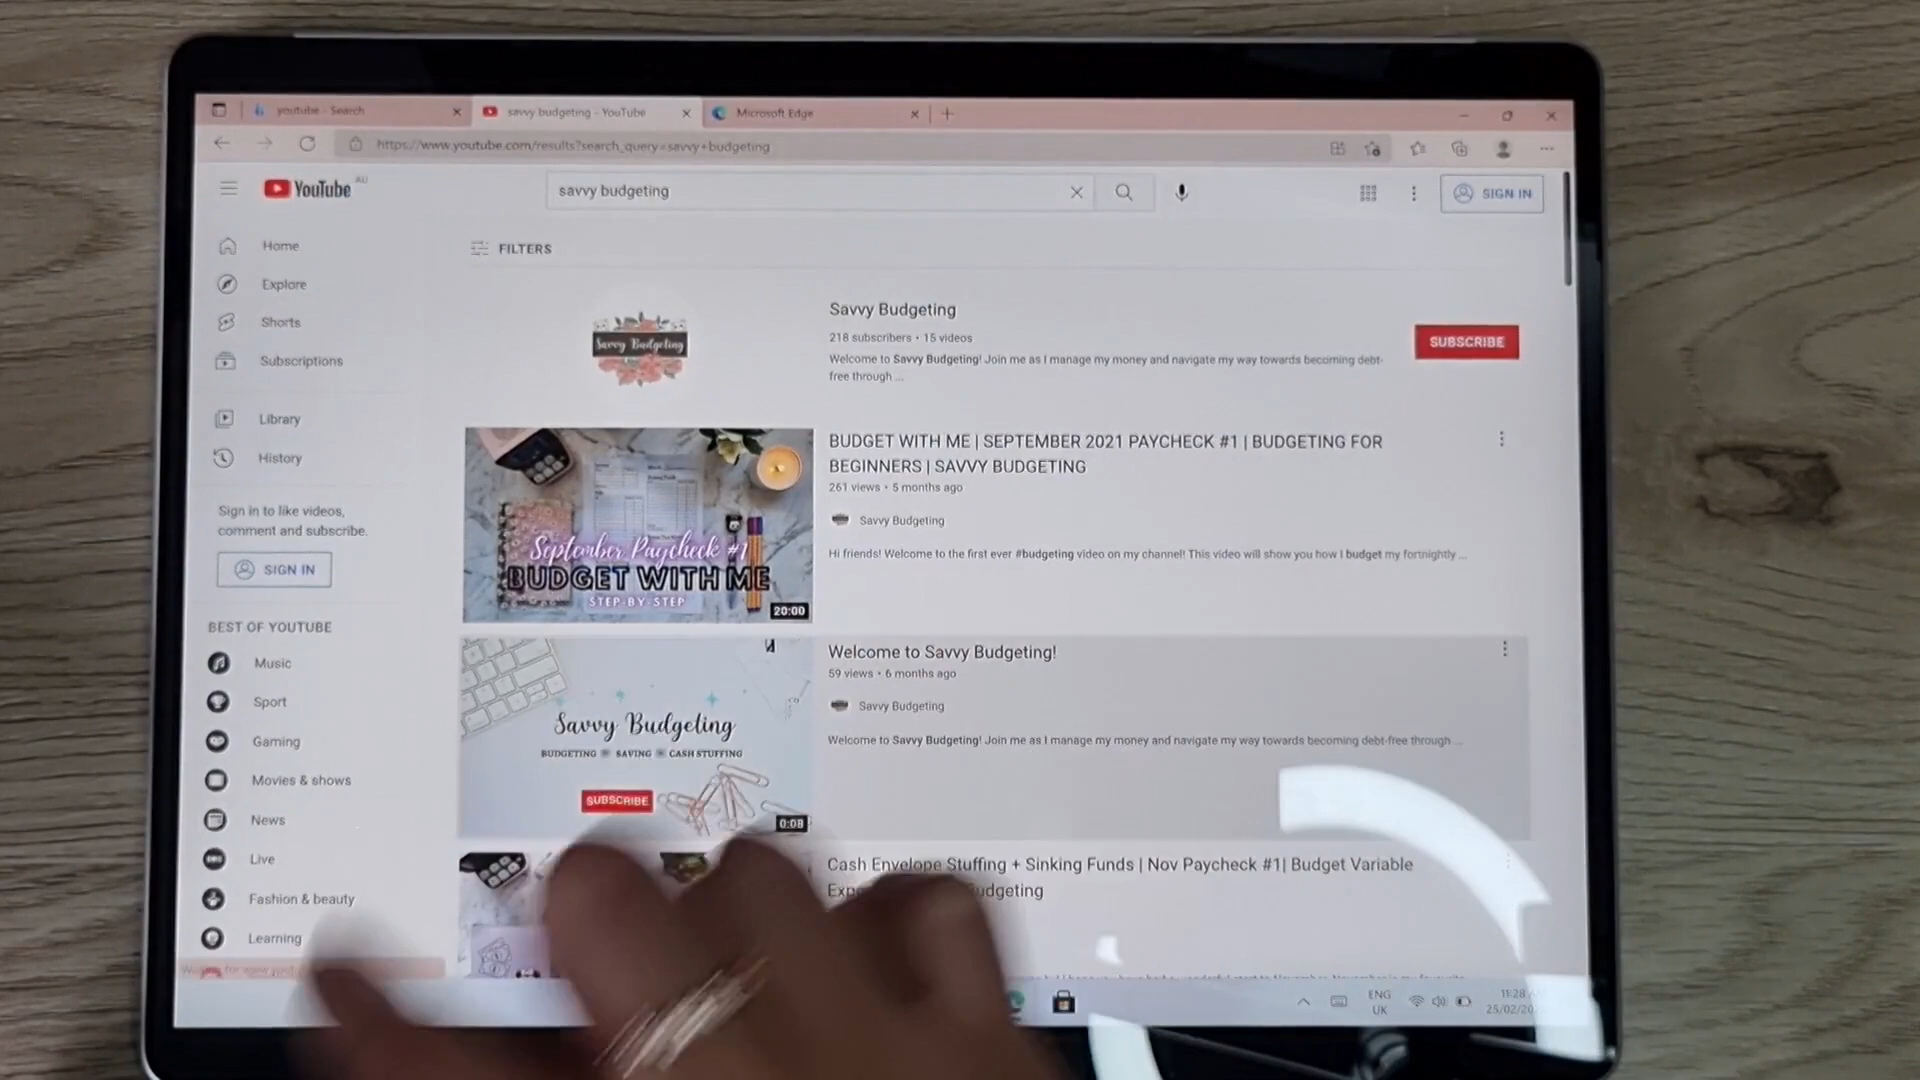 youtube - Search
savvy budgeting - YouTube
Microsoft Edge
https://www.youtube.com/results?search_query=savvy+budgeting
YouTube AU
savvy budgeting
SIGN IN
FILTERS
Home
Explore
Shorts
Subscriptions
Library
History
Sign in to like videos,
comment and subscribe.
SIGN IN
BEST OF YOUTUBE
Music
Sport
Gaming
Movies & shows
News
Live
Fashion & beauty
Learning
Savvy Budgeting
Savvy Budgeting
218 subscribers • 15 videos
Welcome to Savvy Budgeting! Join me as I manage my money and navigate my way towards becoming debt-
free through ...
SUBSCRIBE
September Paycheck #1
BUDGET WITH ME
STEP-BY-STEP
20:00
BUDGET WITH ME | SEPTEMBER 2021 PAYCHECK #1 | BUDGETING FOR
BEGINNERS | SAVVY BUDGETING
261 views • 5 months ago
Savvy Budgeting
Hi friends! Welcome to the first ever #budgeting video on my channel! This video will show you how I budget my fortnightly ...
Savvy Budgeting
BUDGETING SAVING CASH STUFFING
SUBSCRIBE
0:08
Welcome to Savvy Budgeting!
59 views • 6 months ago
Savvy Budgeting
Welcome to Savvy Budgeting! Join me as I manage my money and navigate my way towards becoming debt-free through ...
Cash Envelope Stuffing + Sinking Funds | Nov Paycheck #1| Budget Variable
udgeting
ENG
UK
11:28
25/02/20